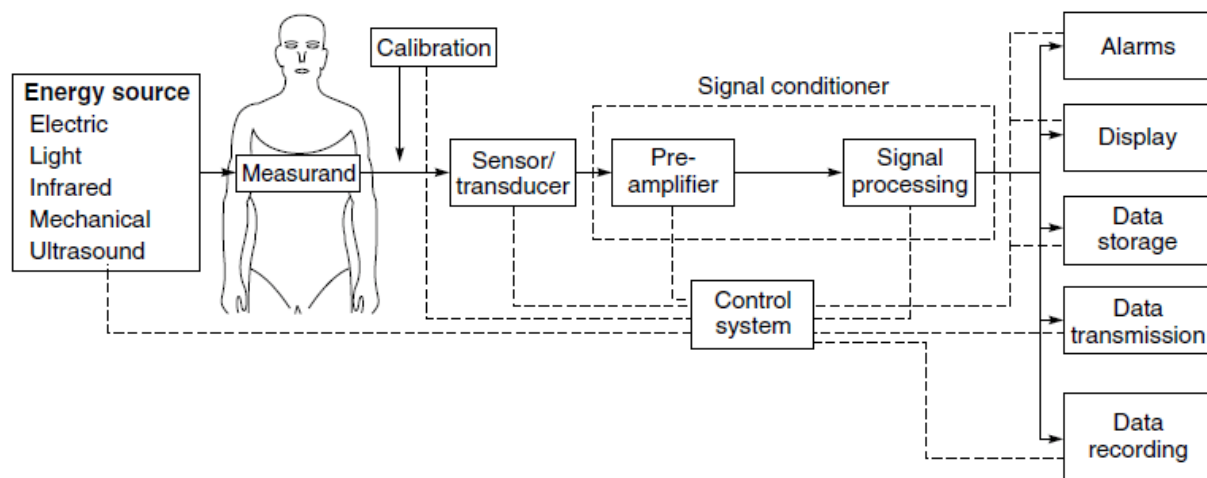 Energy source
Electric
Light
Infrared
Mechanical
Ultrasound
Measurand
Calibration
Sensor/
transducer
Signal conditioner
Pre-
amplifier
Signal
processing
Control
system
Alarms
Display
Data
storage
Data
transmission
Data
recording